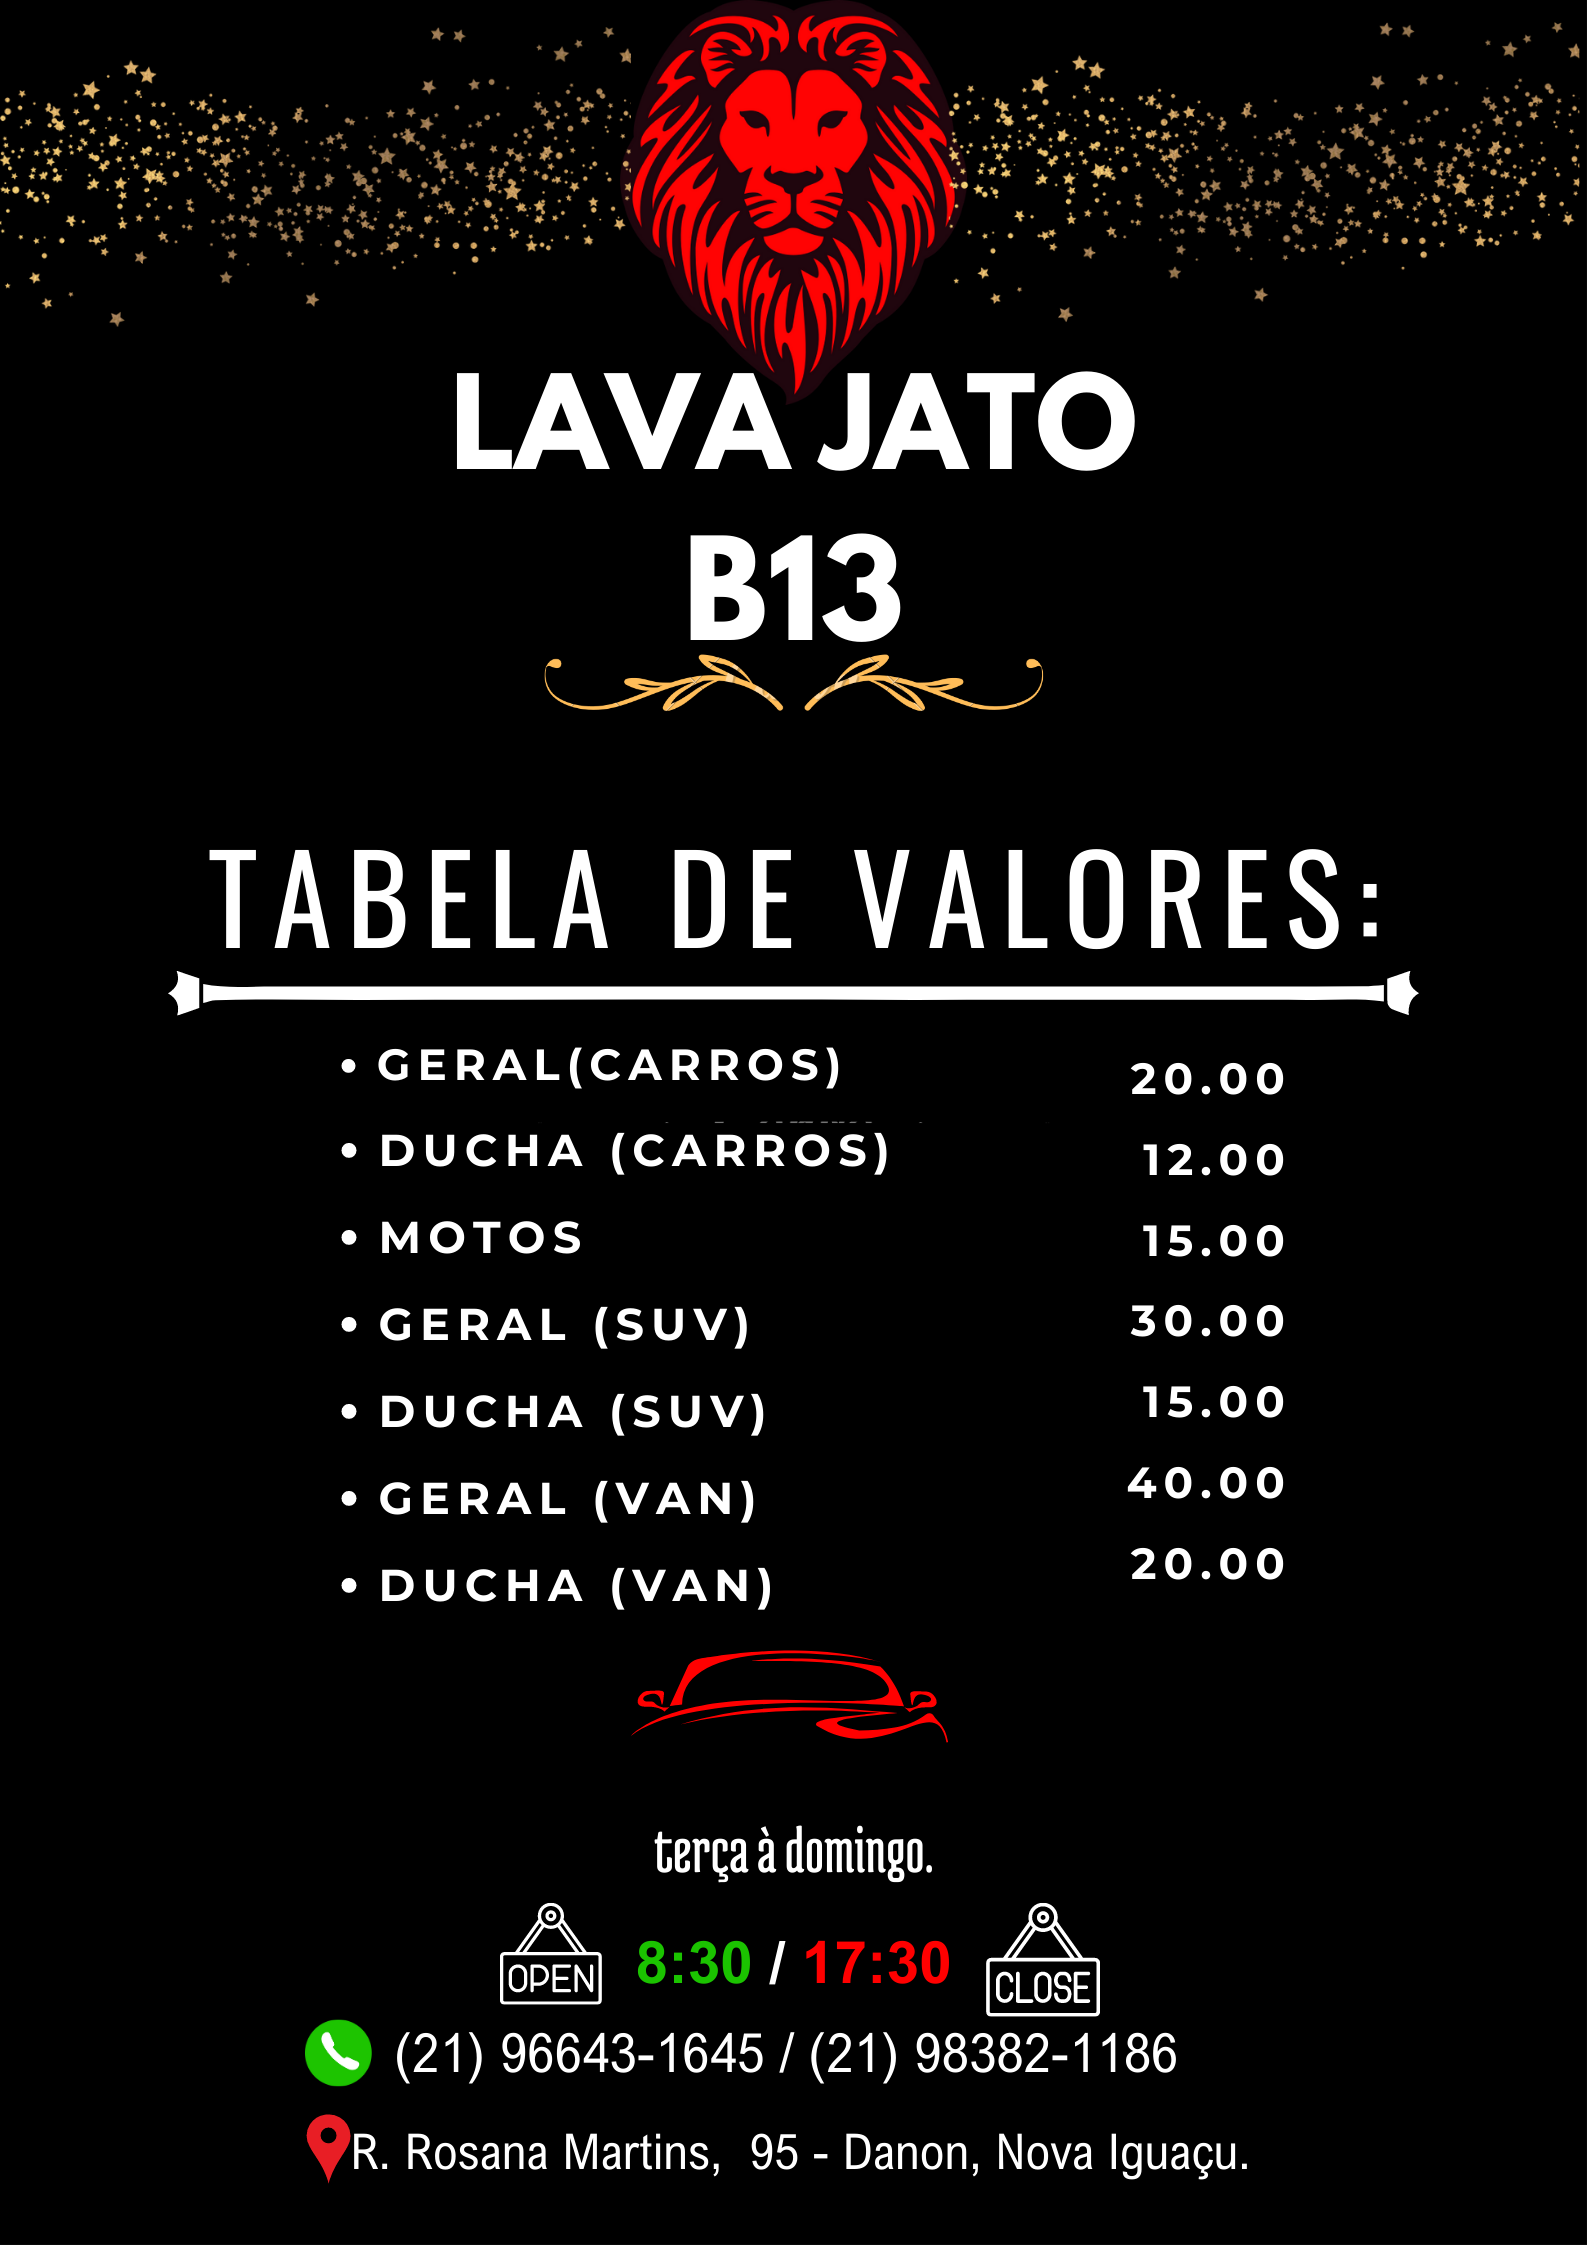 LAVA JATO
B13
TABELA DE VALORES:
• GERAL(CARROS) 20.00
• DUCHA (CARROS) 12.00
• MOTOS 15.00
• GERAL (SUV) 30.00
• DUCHA (SUV) 15.00
• GERAL (VAN) 40.00
• DUCHA (VAN) 20.00
terça à domingo.
OPEN 8:30 / 17:30 CLOSE
(21) 96643-1645 / (21) 98382-1186
R. Rosana Martins, 95 - Danon, Nova Iguaçu.